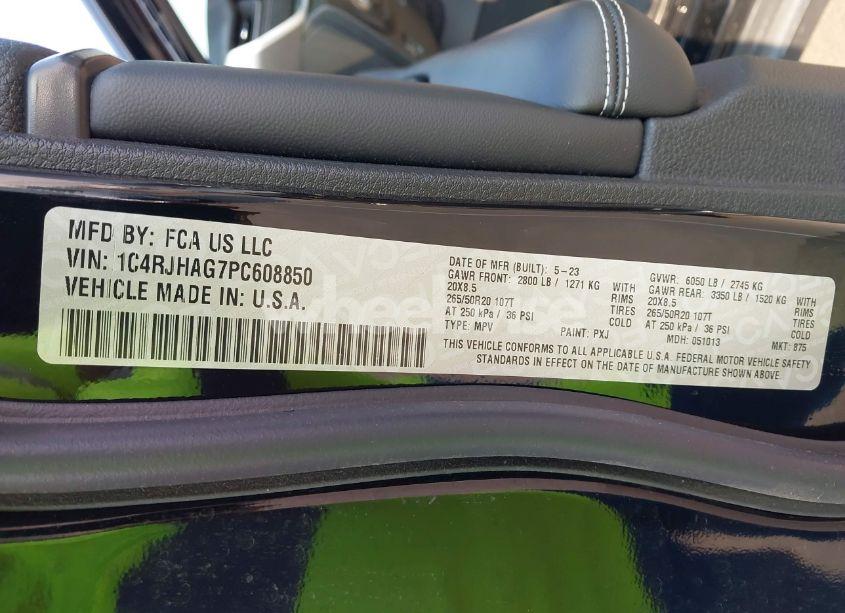 MFD BY: FCA US LLC
VIN: 1C4RJHAG7PC608850
VEHICLE MADE IN: U.S.A.
DATE OF MFR (BUILT): 5-23
GAWR FRONT: 2800 LB / 1271 KG WITH
20X8.5 RIMS
265/50R20 107T TIRES
AT 250 kPa / 36 PSI COLD
TYPE: MPV PAINT: PXJ
GVWR: 6050 LB / 2745 KG
GAWR REAR: 3350 LB / 1520 KG WITH
20X8.5 RIMS
265/50R20 107T TIRES
AT 250 kPa / 36 PSI COLD
MDH: 051013 MKT: 875
THIS VEHICLE CONFORMS TO ALL APPLICABLE U.S.A. FEDERAL MOTOR VEHICLE SAFETY
STANDARDS IN EFFECT ON THE DATE OF MANUFACTURE SHOWN ABOVE.